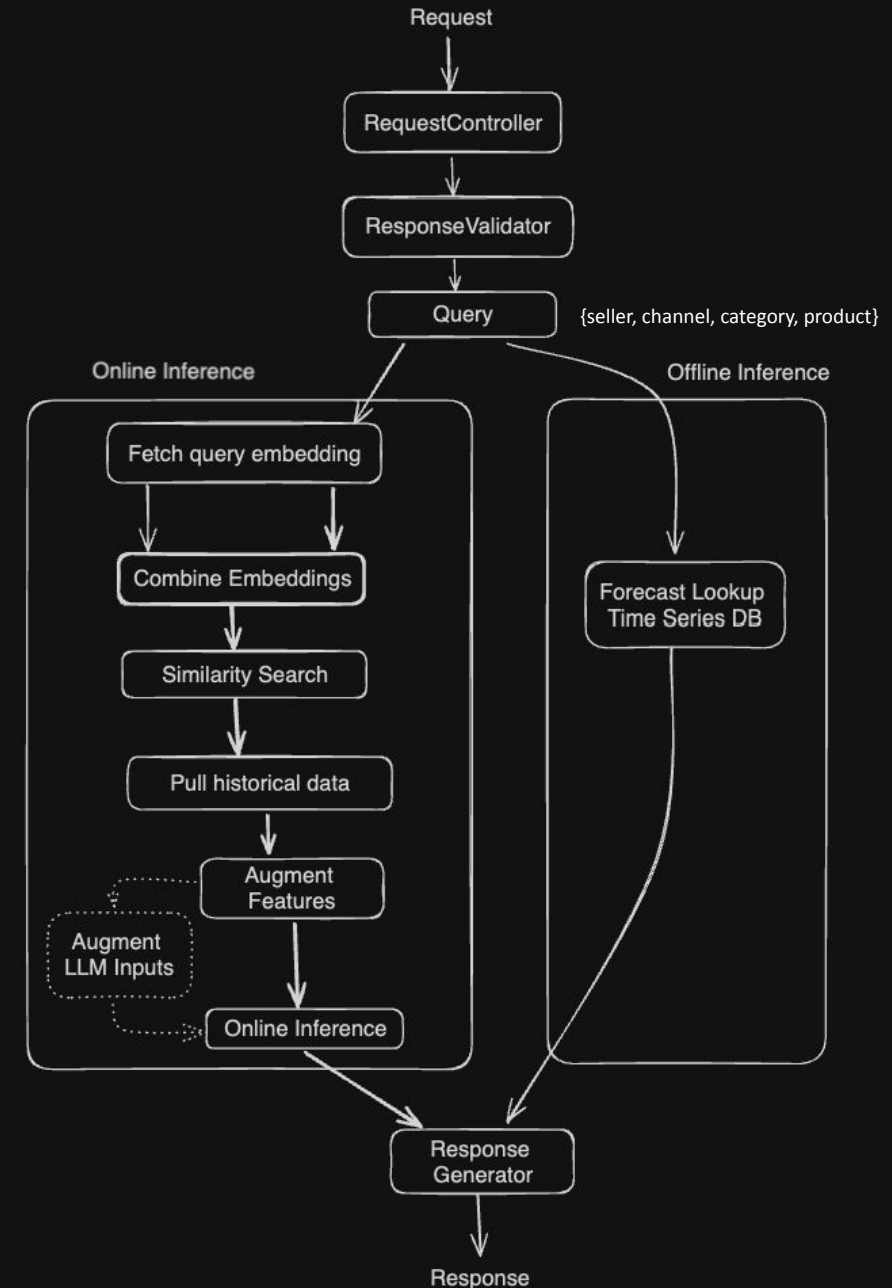 Request
RequestController
ResponseValidator
Query
{seller, channel, category, product}
Online Inference
Offline Inference
Fetch query embedding
Combine Embeddings
Forecast Lookup
Time Series DB
Similarity Search
Pull historical data
Augment
Features
Augment
LLM Inputs
Online Inference
Response
Generator
Response